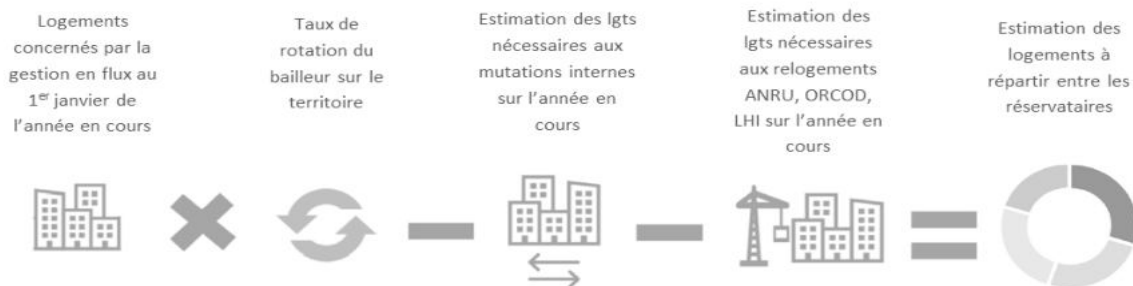 Logements
concernés par la
gestion en flux au
1er janvier de
l'année en cours
Taux de
rotation du
bailleur sur le
territoire
Estimation des lgts
nécessaires aux
mutations internes
sur l'année en
cours
Estimation des
lgts nécessaires
aux relogements
ANRU, ORCOD,
LHI sur l'année en
cours
Estimation des
logements à
répartir entre les
réservataires